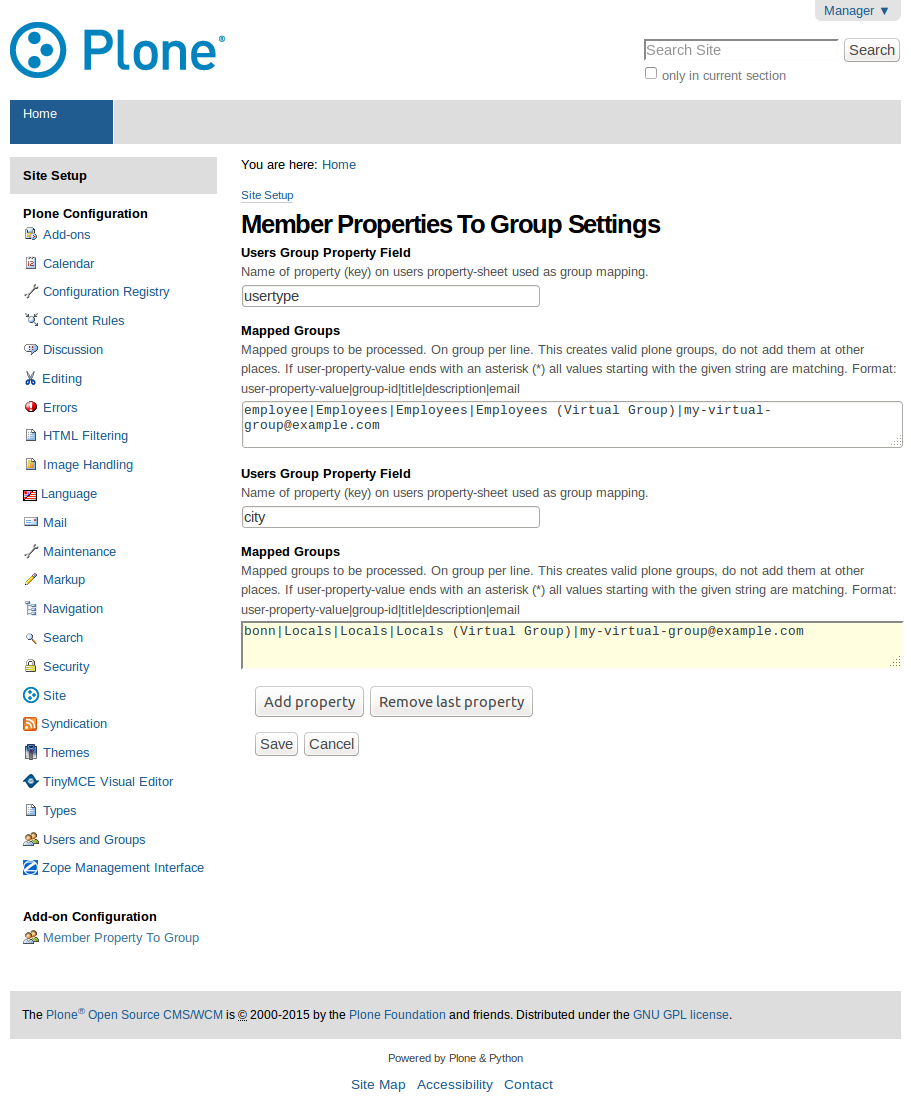 Manager ▼
Plone®
Search Site
Search
only in current section
Home
Site Setup
Plone Configuration
Add-ons
Calendar
Configuration Registry
Content Rules
Discussion
Editing
Errors
HTML Filtering
Image Handling
Language
Mail
Maintenance
Markup
Navigation
Search
Security
Site
Syndication
Themes
TinyMCE Visual Editor
Types
Users and Groups
Zope Management Interface
Add-on Configuration
Member Property To Group
You are here: Home
Site Setup
Member Properties To Group Settings
Users Group Property Field
Name of property (key) on users property-sheet used as group mapping.
usertype
Mapped Groups
Mapped groups to be processed. On group per line. This creates valid plone groups, do not add them at other
places. If user-property-value ends with an asterisk (*) all values starting with the given string are matching. Format:
user-property-value|group-id|title|description|email
employee|Employees|Employees|Employees (Virtual Group)|my-virtual-
group@example.com
Users Group Property Field
Name of property (key) on users property-sheet used as group mapping.
city
Mapped Groups
Mapped groups to be processed. On group per line. This creates valid plone groups, do not add them at other
places. If user-property-value ends with an asterisk (*) all values starting with the given string are matching. Format:
user-property-value|group-id|title|description|email
bonn|Locals|Locals|Locals (Virtual Group)|my-virtual-group@example.com
Add property Remove last property
Save Cancel
The Plone® Open Source CMS/WCM is © 2000-2015 by the Plone Foundation and friends. Distributed under the GNU GPL license.
Powered by Plone & Python
Site Map Accessibility Contact